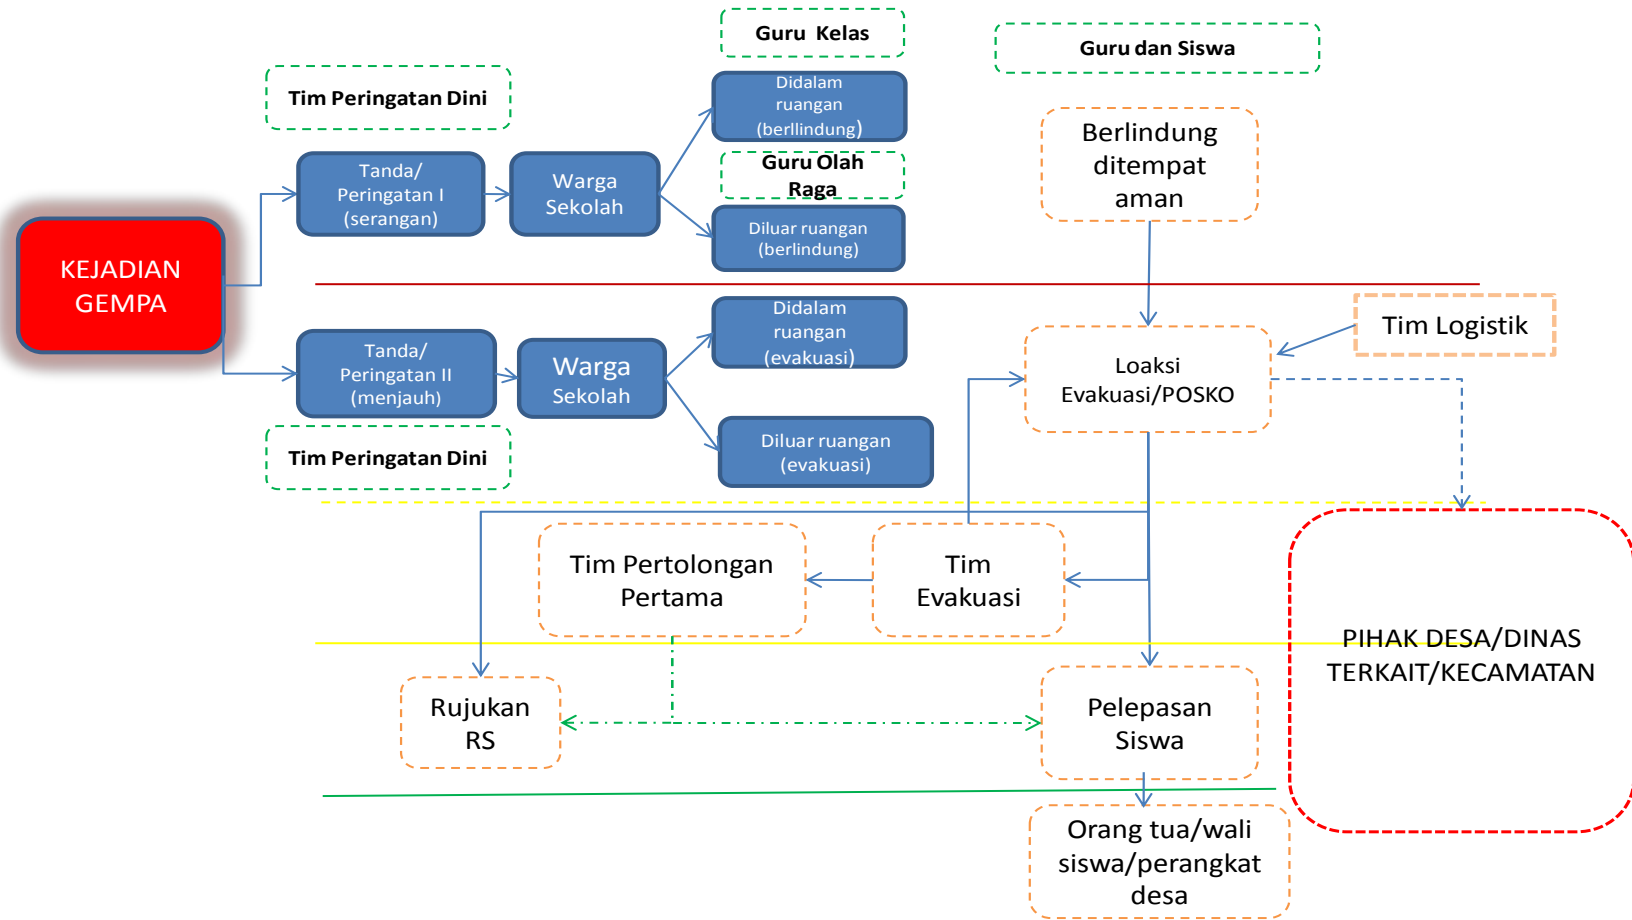 Guru  Kelas
Guru dan Siswa
Tim Peringatan Dini
Didalam
ruangan
(berllindung)
Berlindung
ditempat
aman
Guru Olah
Raga
Tanda/
Peringatan I
(serangan)
Warga
Sekolah
Diluar ruangan
(berlindung)
KEJADIAN
GEMPA
Didalam
ruangan
(evakuasi)
Tim Logistik
Tanda/
Peringatan II
(menjauh)
Warga
Sekolah
Loaksi
Evakuasi/POSKO
Diluar ruangan
(evakuasi)
Tim Peringatan Dini
Tim Pertolongan
Pertama
Tim
Evakuasi
PIHAK DESA/DINAS
TERKAIT/KECAMATAN
Rujukan
RS
Pelepasan
Siswa
Orang tua/wali
siswa/perangkat
desa